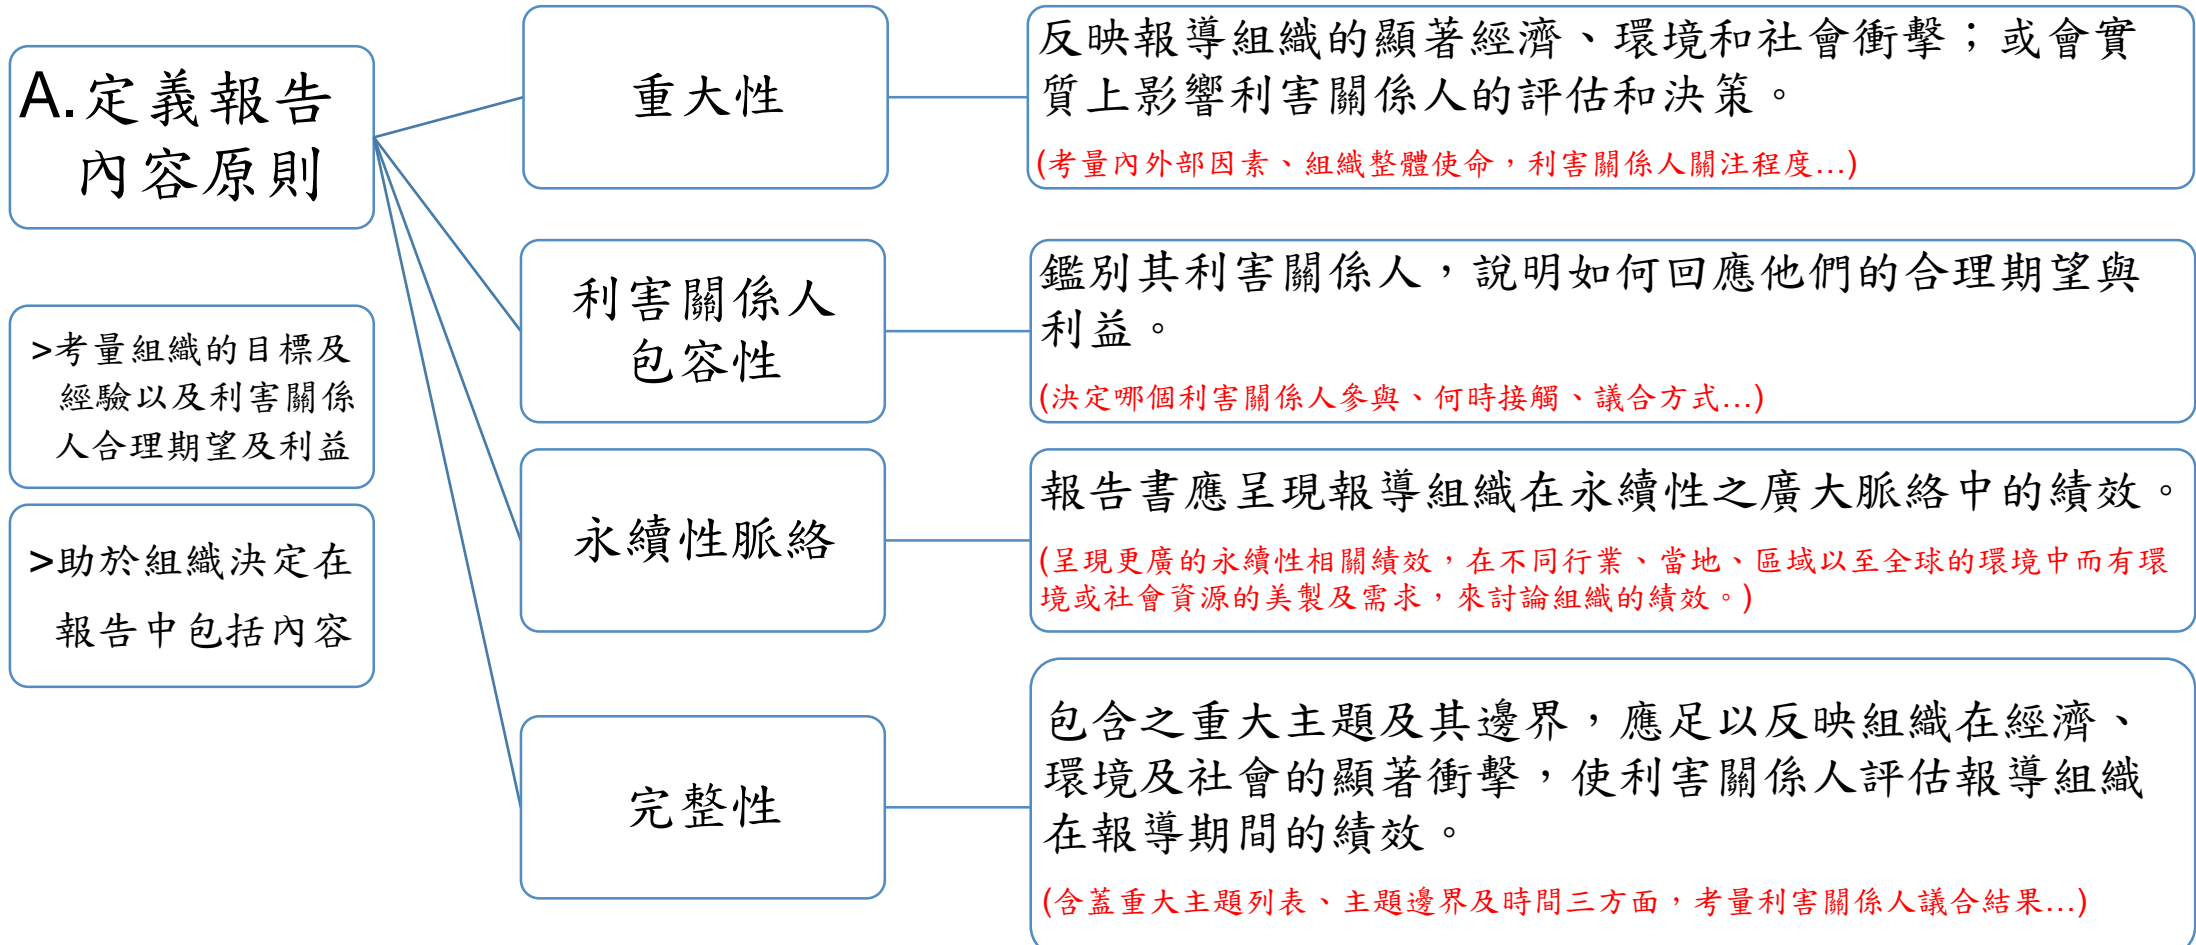 A.定義報告
內容原則
>考量組織的目標及
經驗以及利害關係
人合理期望及利益
>助於組織決定在
報告中包括內容
重大性
反映報導組織的顯著經濟、環境和社會衝擊；或會實
質上影響利害關係人的評估和決策。
(考量內外部因素、組織整體使命，利害關係人關注程度…)
利害關係人
包容性
鑑別其利害關係人，說明如何回應他們的合理期望與
利益。
(決定哪個利害關係人參與、何時接觸、議合方式…)
永續性脈絡
報告書應呈現報導組織在永續性之廣大脈絡中的績效。
(呈現更廣的永續性相關績效，在不同行業、當地、區域以至全球的環境中而有環
境或社會資源的美製及需求，來討論組織的績效。)
完整性
包含之重大主題及其邊界，應足以反映組織在經濟、
環境及社會的顯著衝擊，使利害關係人評估報導組織
在報導期間的績效。
(含蓋重大主題列表、主題邊界及時間三方面，考量利害關係人議合結果…)